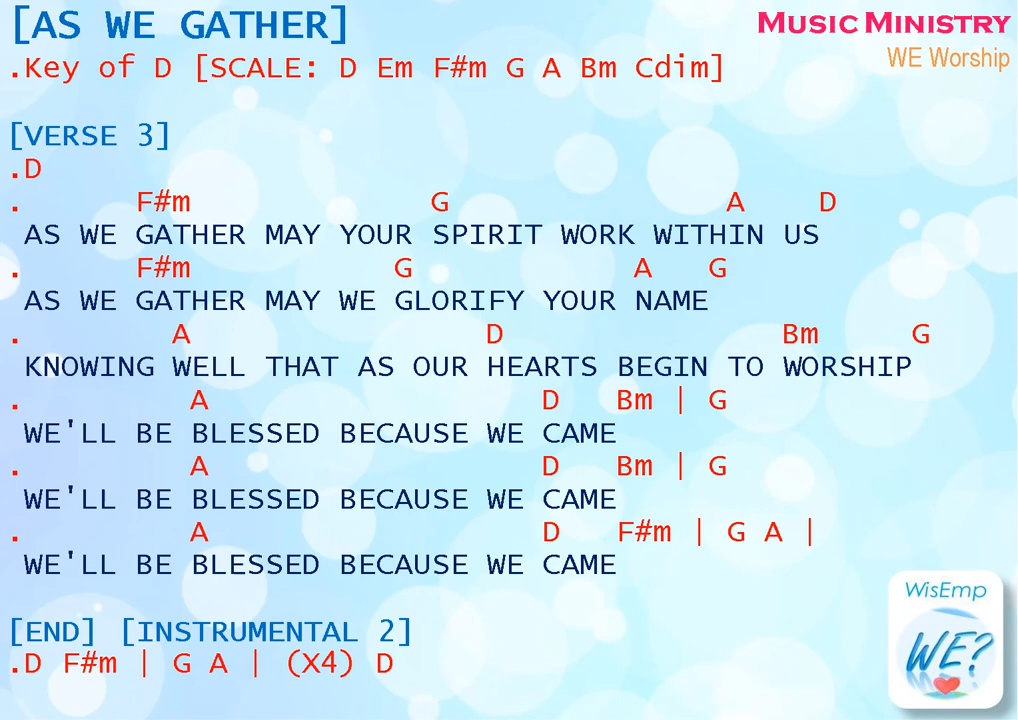 [AS WE GATHER]
MUSIC MINISTRY
.Key of D [SCALE: D Em F#m G A Bm Cdim]
WE Worship
[VERSE 3]
.D
.      F#m             G               A    D
AS WE GATHER MAY YOUR SPIRIT WORK WITHIN US
.      F#m           G            A   G
AS WE GATHER MAY WE GLORIFY YOUR NAME
.        A                D               Bm     G
KNOWING WELL THAT AS OUR HEARTS BEGIN TO WORSHIP
.         A                  D   Bm | G
WE'LL BE BLESSED BECAUSE WE CAME
.         A                  D   Bm | G
WE'LL BE BLESSED BECAUSE WE CAME
.         A                  D   F#m | G A |
WE'LL BE BLESSED BECAUSE WE CAME
[END] [INSTRUMENTAL 2]
.D F#m | G A | (X4) D
WisEmp
WE?